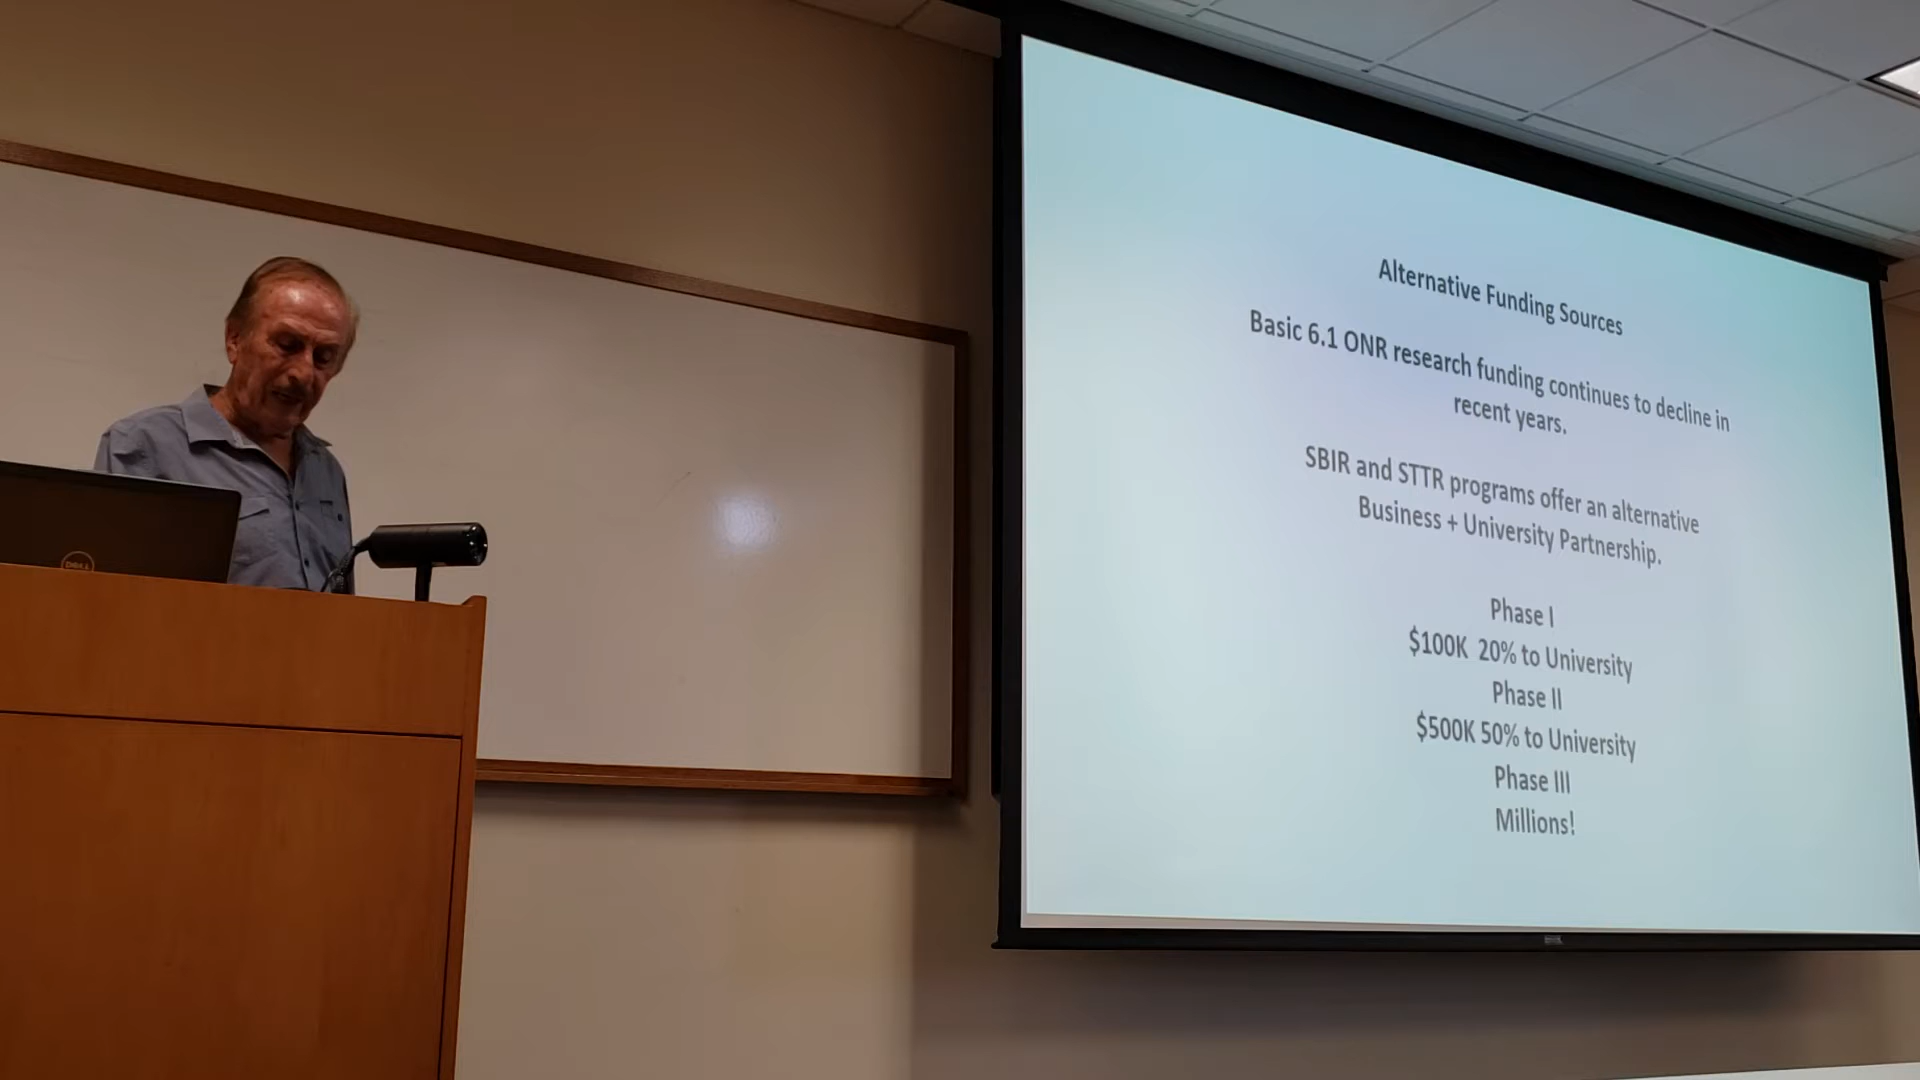 Alternative Funding Sources
Basic 6.1 ONR research funding continues to decline in
recent years.
SBIR and STTR programs offer an alternative
Business + University Partnership.
Phase I
$100K 20% to University
Phase II
$500K 50% to University
Phase III
Millions!
DELL